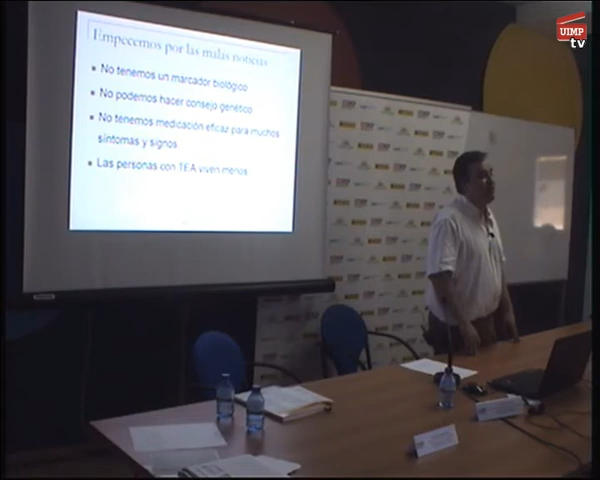 UIMP
tv
Empecemos por las malas noticias
▪ No tenemos un marcador biológico
▪ No podemos hacer consejo genético
▪ No tenemos medicación eficaz para muchos
síntomas y signos
▪ Las personas con TEA viven menos